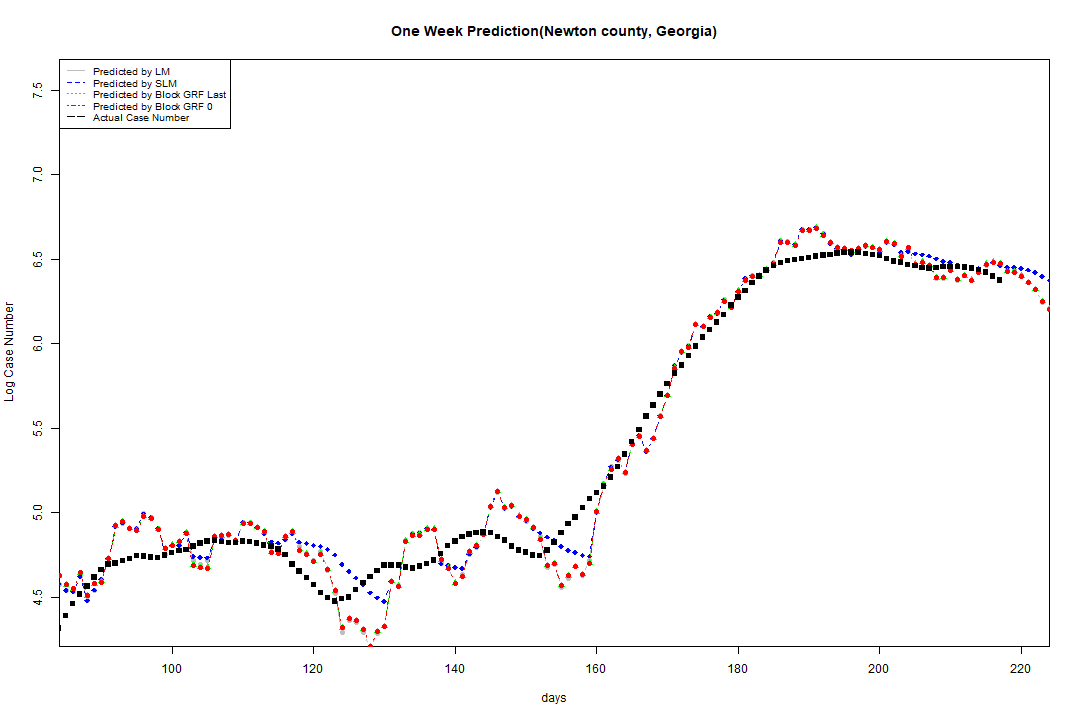 One Week Prediction(Newton county, Georgia)
Predicted by LM
Predicted by SLM
Predicted by Block GRF Last
Predicted by Block GRF 0
Actual Case Number
7.5
7.0
6.5
6.0
5.5
5.0
4.5
Log Case Number
100 120 140 160 180 200 220
days